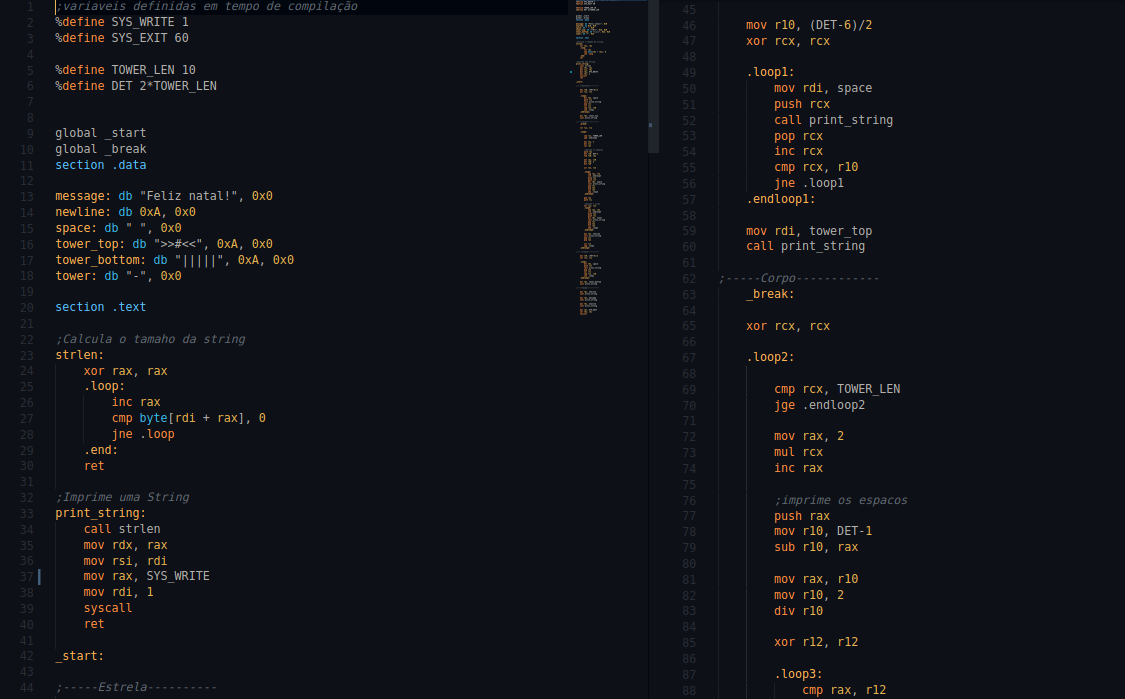 1 ;variaveis definidas em tempo de compilação
2 %define SYS_WRITE 1
3 %define SYS_EXIT 60
4
5 %define TOWER_LEN 10
6 %define DET 2*TOWER_LEN
7
8
9 global _start
10 global _break
11 section .data
12
13 message: db "Feliz natal!", 0x0
14 newline: db 0xA, 0x0
15 space: db " ", 0x0
16 tower_top: db ">>#<<", 0xA, 0x0
17 tower_bottom: db "|||||", 0xA, 0x0
18 tower: db "-", 0x0
19
20 section .text
21
22 ;Calcula o tamaho da string
23 strlen:
24 xor rax, rax
25 .loop:
26 inc rax
27 cmp byte[rdi + rax], 0
28 jne .loop
29 .end:
30 ret
31
32 ;Imprime uma String
33 print_string:
34 call strlen
35 mov rdx, rax
36 mov rsi, rdi
37 mov rax, SYS_WRITE
38 mov rdi, 1
39 syscall
40 ret
41
42 _start:
43
44 ;-----Estrela----------
45
46 mov r10, (DET-6)/2
47 xor rcx, rcx
48
49 .loop1:
50 mov rdi, space
51 push rcx
52 call print_string
53 pop rcx
54 inc rcx
55 cmp rcx, r10
56 jne .loop1
57 .endloop1:
58
59 mov rdi, tower_top
60 call print_string
61
62 ;-----Corpo------------
63 _break:
64
65 xor rcx, rcx
66
67 .loop2:
68
69 cmp rcx, TOWER_LEN
70 jge .endloop2
71
72 mov rax, 2
73 mul rcx
74 inc rax
75
76 ;imprime os espacos
77 push rax
78 mov r10, DET-1
79 sub r10, rax
80
81 mov rax, r10
82 mov r10, 2
83 div r10
84
85 xor r12, r12
86
87 .loop3:
88 cmp rax, r12